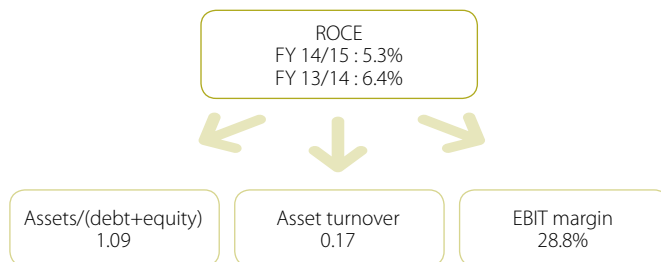 ROCE
FY 14/15 : 5.3%
FY 13/14 : 6.4%
Assets/(debt+equity)
1.09
Asset turnover
0.17
EBIT margin
28.8%